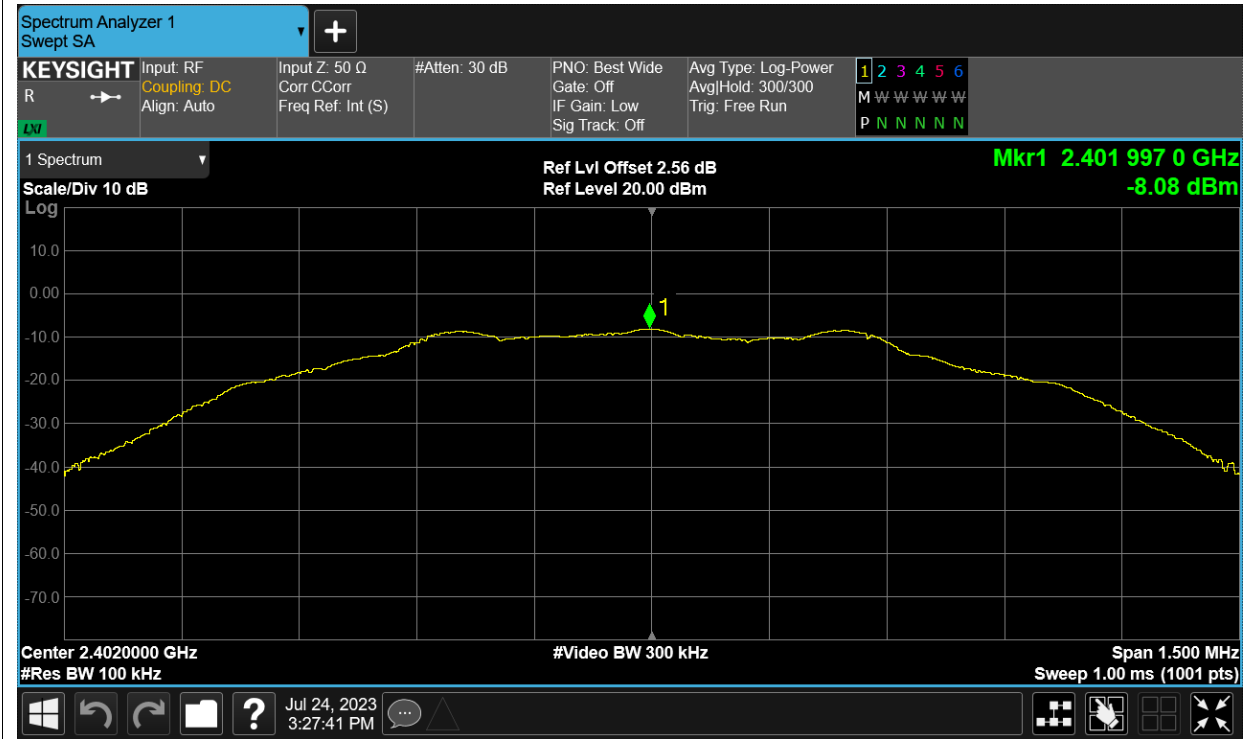 Spectrum Analyzer 1
Swept SA
KEYSIGHT
R
LXI
Input: RF
Coupling: DC
Align: Auto
Input Z: 50 Ω
Corr CCorr
Freq Ref: Int (S)
#Atten: 30 dB
PNO: Best Wide
Gate: Off
IF Gain: Low
Sig Track: Off
Avg Type: Log-Power
Avg|Hold: 300/300
Trig: Free Run
1 2 3 4 5 6
M W W W W W
P N N N N N
1 Spectrum
Scale/Div 10 dB
Log
Ref Lvl Offset 2.56 dB
Ref Level 20.00 dBm
Mkr1 2.401 997 0 GHz
-8.08 dBm
10.0
0.00
1
-10.0
-20.0
-30.0
-40.0
-50.0
-60.0
-70.0
Center 2.4020000 GHz
#Res BW 100 kHz
#Video BW 300 kHz
Span 1.500 MHz
Sweep 1.00 ms (1001 pts)
?
Jul 24, 2023
3:27:41 PM